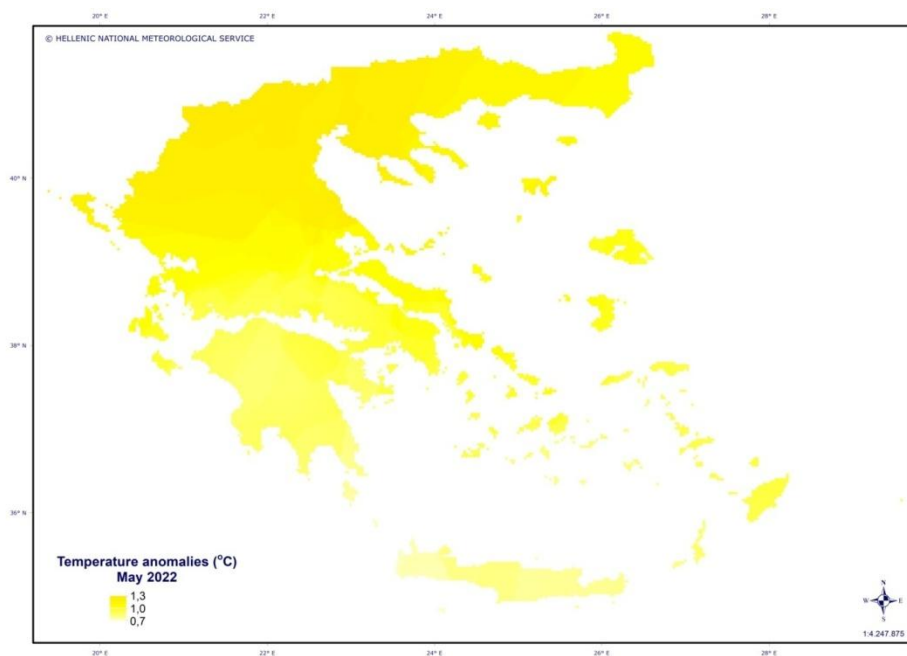 20° E 22° E 24° E 26° E 28° E
© HELLENIC NATIONAL METEOROLOGICAL SERVICE
40° N
38° N
36° N
Temperature anomalies (°C)
May 2022
1,3
1,0
0,7
N
W E
S
1:4.247.875
20° E 22° E 24° E 26° E 28° E